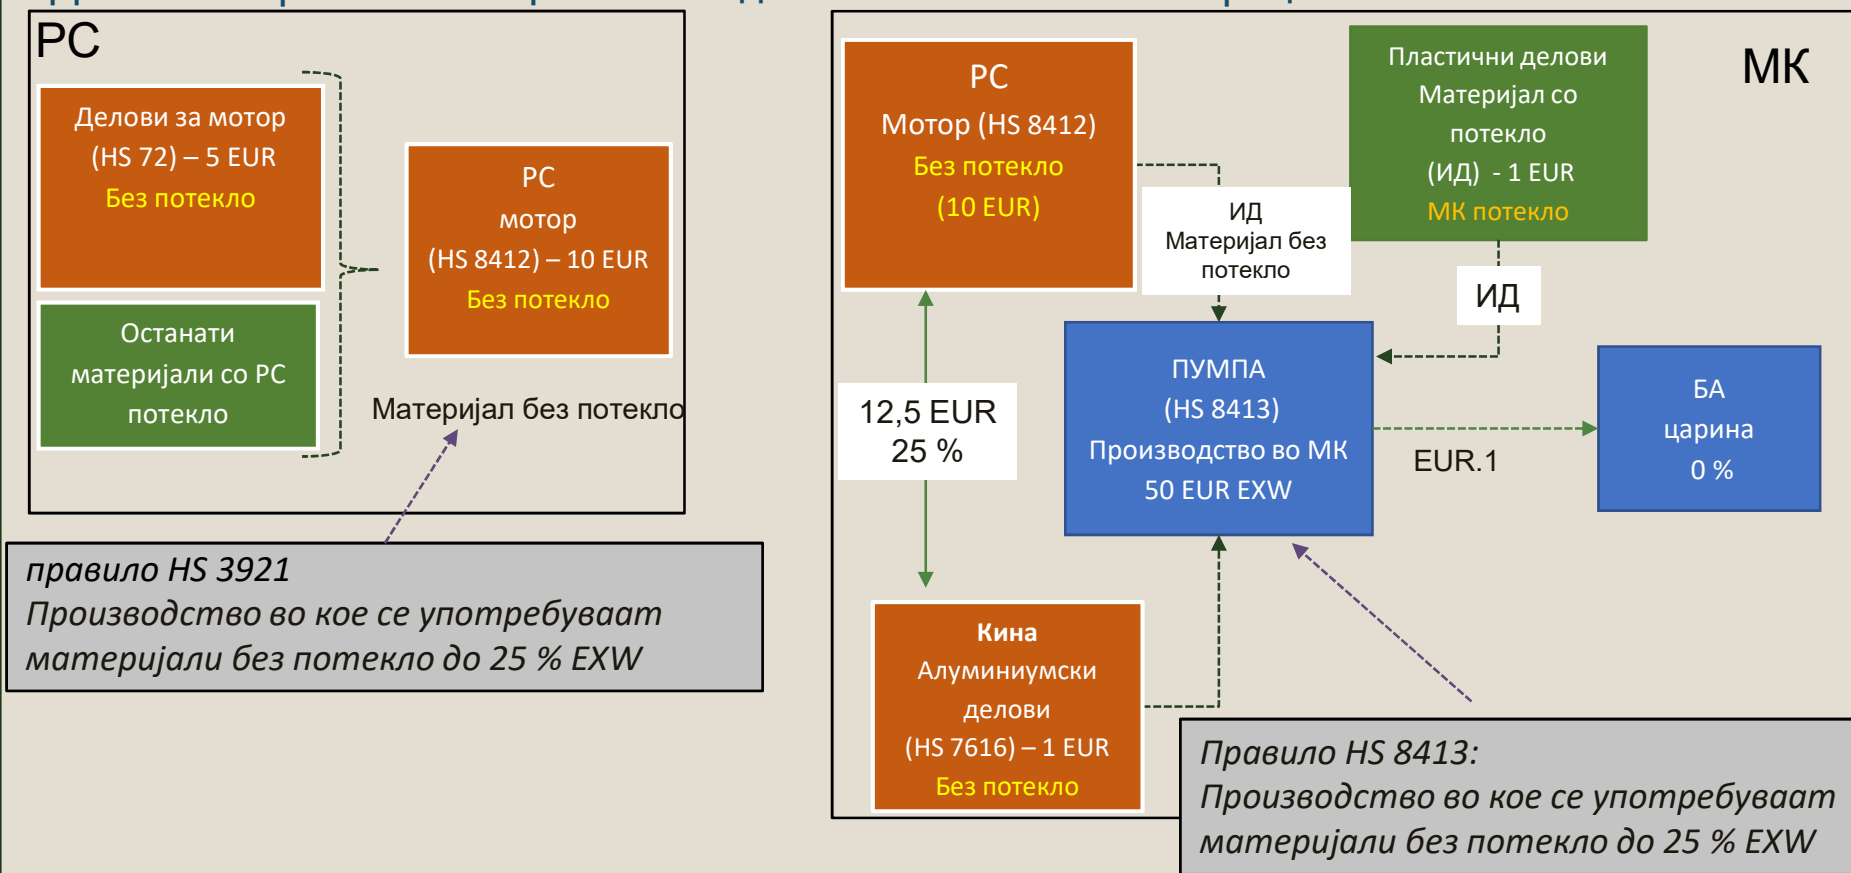 РС
Делови за мотор
(HS 72) – 5 EUR
Без потекло
Останати
материјали со РС
потекло
РС
мотор
(HS 8412) – 10 EUR
Без потекло
Материјал без потекло
правило HS 3921
Производство во кое се употребуваат
материјали без потекло до 25 % EXW
МК
РС
Мотор (HS 8412)
Без потекло
(10 EUR)
ИД
Материјал без
потекло
Пластични делови
Материјал со
потекло
(ИД) - 1 EUR
МК потекло
ИД
12,5 EUR
25 %
ПУМПА
(HS 8413)
Производство во МК
50 EUR EXW
EUR.1
БА
царина
0 %
Кина
Алуминиумски
делови
(HS 7616) – 1 EUR
Без потекло
Правило HS 8413:
Производство во кое се употребуваат
материјали без потекло до 25 % EXW